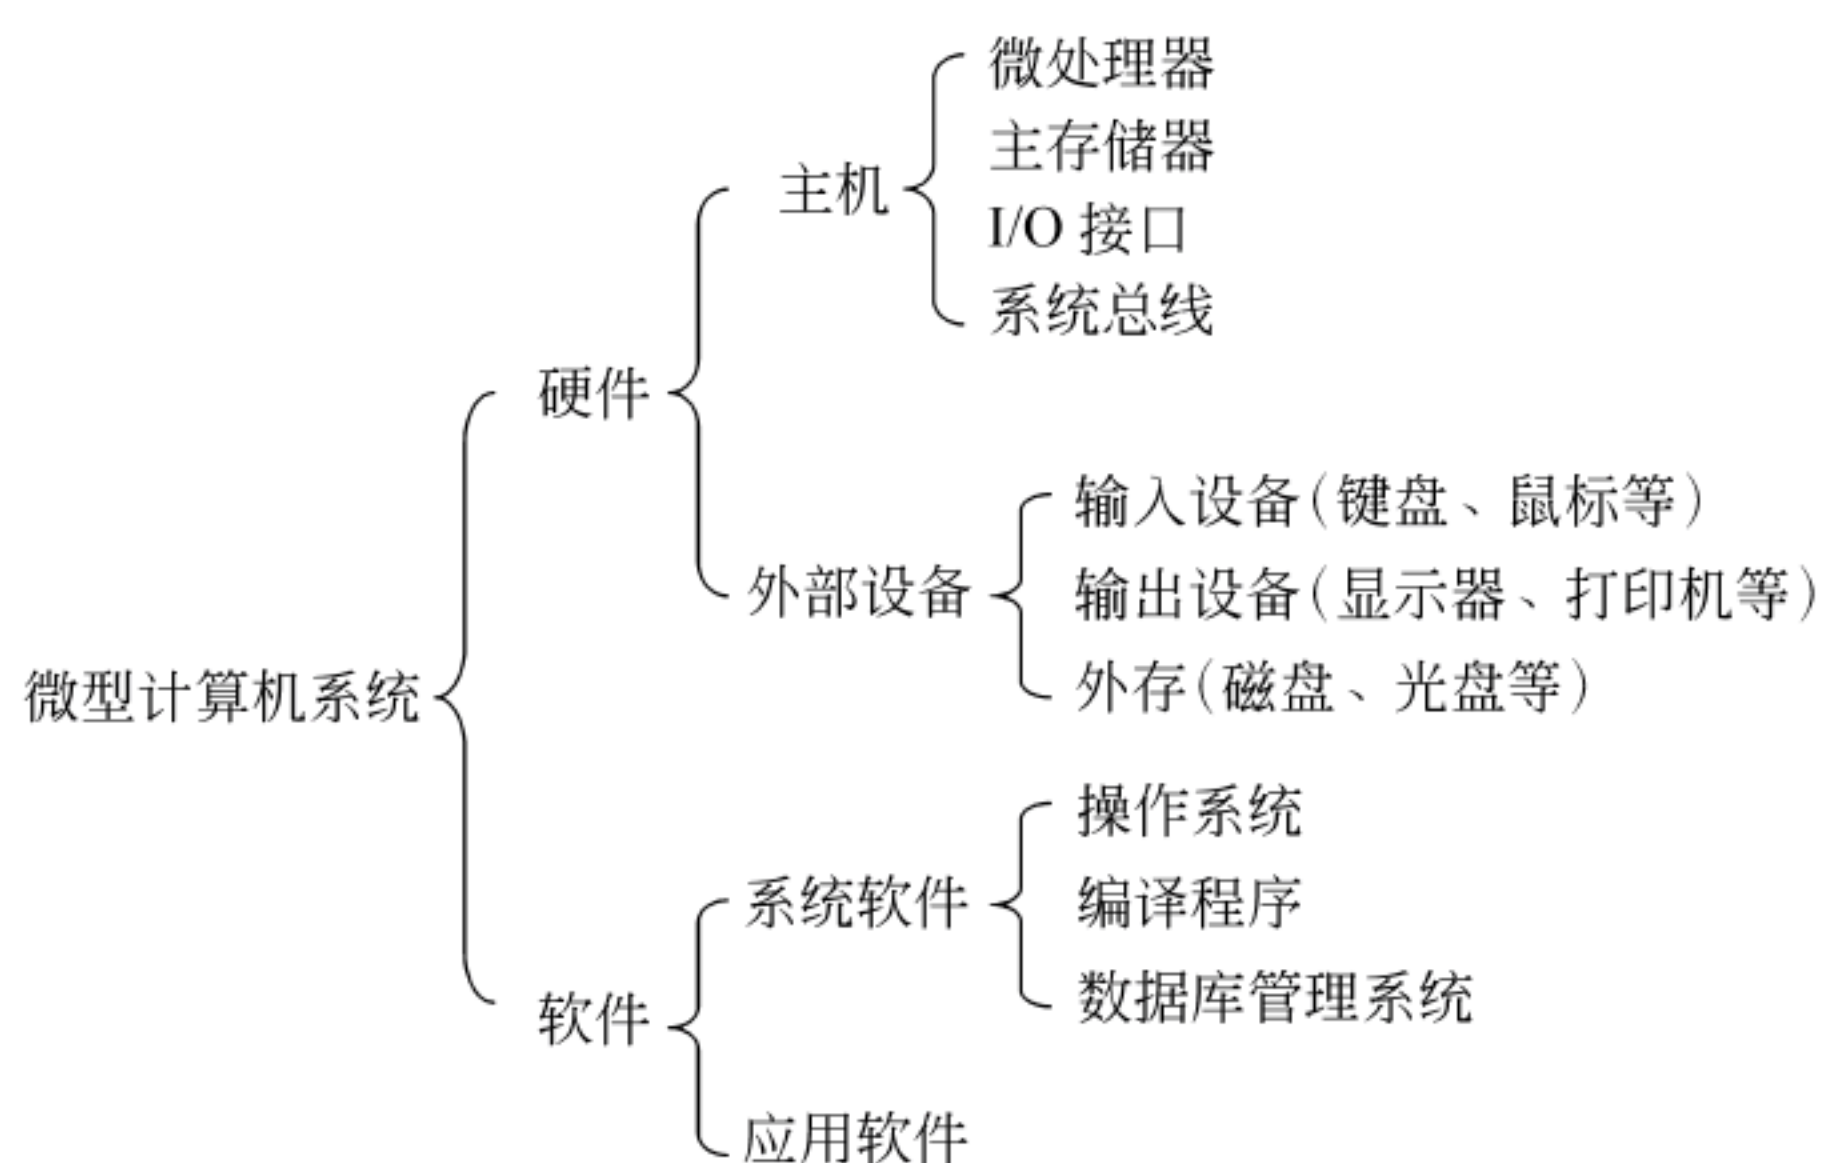 微处理器
主存储器
主机
I/O 接口
系统总线
硬件
输入设备(键盘、鼠标等)
外部设备
输出设备(显示器、打印机等)
外存(磁盘、光盘等)
微型计算机系统
操作系统
系统软件
编译程序
数据库管理系统
软件
应用软件